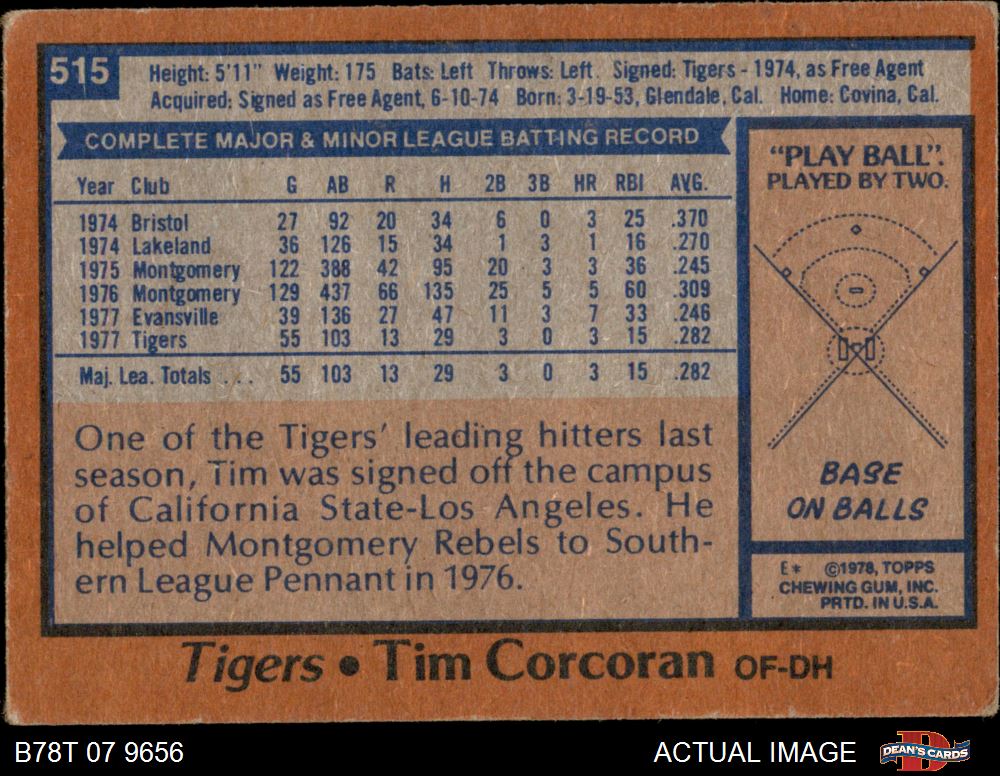 515
Height: 5'11" Weight: 175 Bats: Left Throws: Left. Signed: Tigers - 1974, as Free Agent
Acquired: Signed as Free Agent, 6-10-74 Born: 3-19-53, Glendale, Cal. Home: Covina, Cal.
COMPLETE MAJOR & MINOR LEAGUE BATTING RECORD
Year Club G AB R H 2B 3B HR RBI AVG.
1974 Bristol 27 92 20 34 6 0 3 25 .370
1974 Lakeland 36 126 15 34 1 3 1 16 .270
1975 Montgomery 122 388 42 95 20 3 3 36 .245
1976 Montgomery 129 437 66 135 25 5 5 60 .309
1977 Evansville 39 136 27 47 11 3 7 33 .246
1977 Tigers 55 103 13 29 3 0 3 15 .282
Maj. Lea. Totals . . . 55 103 13 29 3 0 3 15 .282
One of the Tigers' leading hitters last
season, Tim was signed off the campus
of California State-Los Angeles. He
helped Montgomery Rebels to South-
ern League Pennant in 1976.
"PLAY BALL".
PLAYED BY TWO.
BASE
ON BALLS
E* ©1978, TOPPS
CHEWING GUM, INC.
PRTD. IN U.S.A.
Tigers • Tim Corcoran OF-DH
B78T 07 9656
ACTUAL IMAGE
DEAN'S CARDS